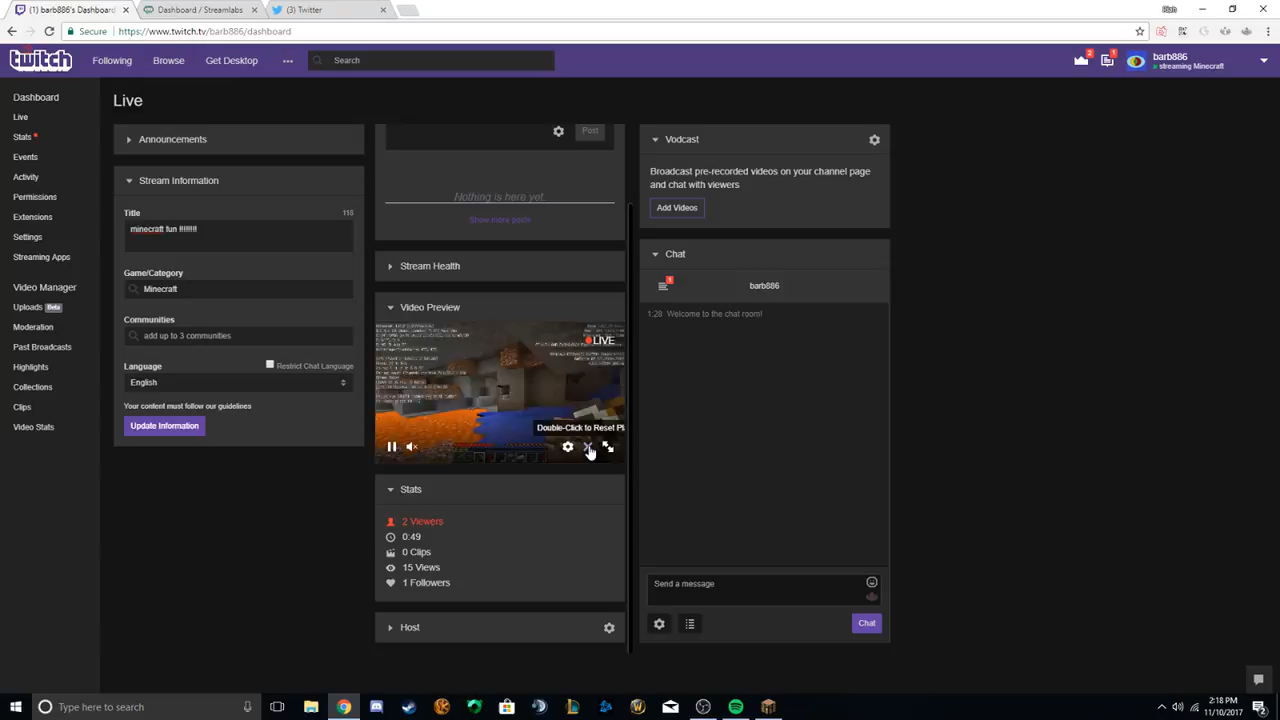 (1) barb886's Dashboard
Dashboard / Streamlabs
(3) Twitter
Secure
https://www.twitch.tv/barb886/dashboard
twitch
Following
Browse
Get Desktop
Search
2
1
barb886
streaming Minecraft
Dashboard
Live
Stats
Events
Activity
Permissions
Extensions
Settings
Streaming Apps
Video Manager
Uploads Beta
Moderation
Past Broadcasts
Highlights
Collections
Clips
Video Stats
Live
Announcements
Stream Information
Title
118
minecraft fun !!!!!!!!!
Game/Category
Minecraft
Communities
add up to 3 communities
Language
Restrict Chat Language
English
Your content must follow our guidelines
Update Information
Post
Nothing is here yet.
Show more posts
Stream Health
Video Preview
LIVE
Double-Click to Reset Pl
Stats
2 Viewers
0:49
0 Clips
15 Views
1 Followers
Host
Vodcast
Broadcast pre-recorded videos on your channel page
and chat with viewers
Add Videos
Chat
1
barb886
1:28 Welcome to the chat room!
Send a message
Chat
Type here to search
2:18 PM
11/10/2017
2